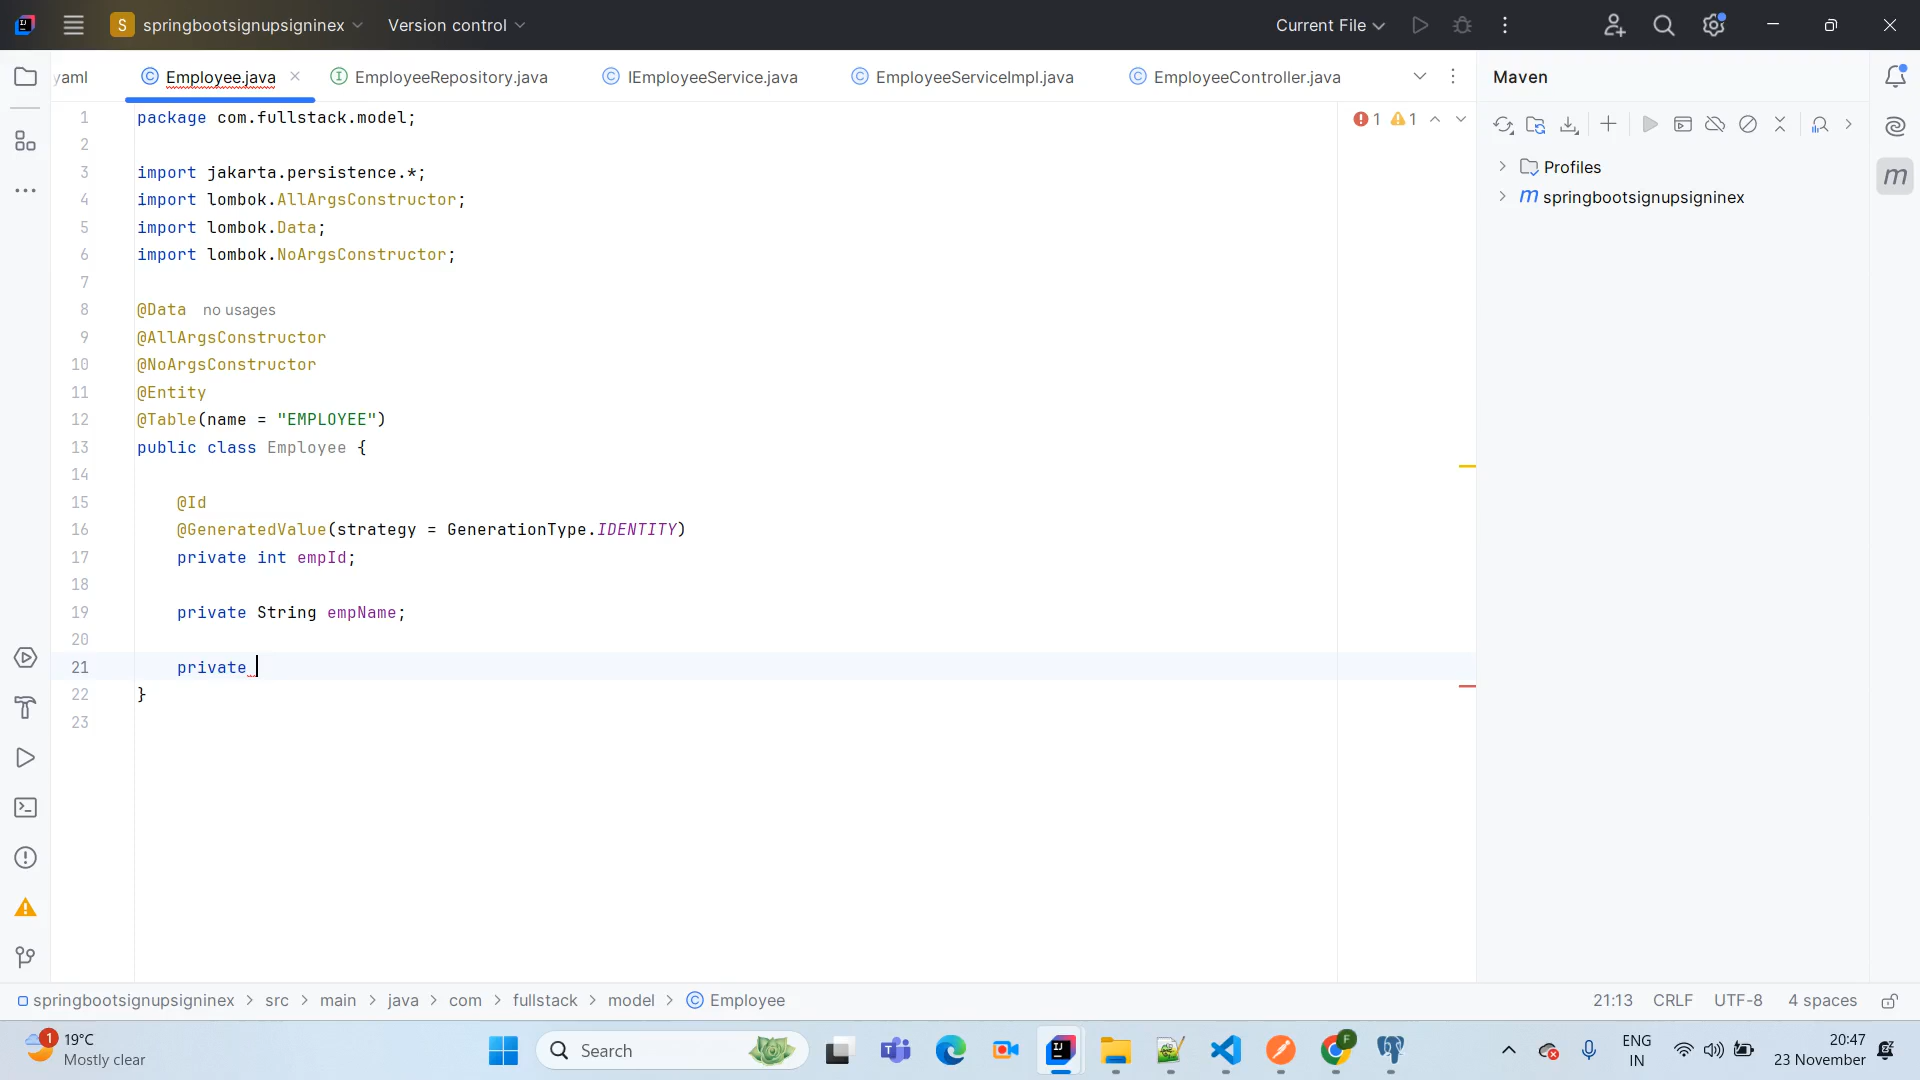 S springbootsignupsigninex Version control Current File
yaml Employee.java EmployeeRepository.java IEmployeeService.java EmployeeServiceImpl.java EmployeeController.java Maven
1 package com.fullstack.model; 1 1
2
3 import jakarta.persistence.*;
4 import lombok.AllArgsConstructor;
5 import lombok.Data;
6 import lombok.NoArgsConstructor;
7
8 @Data no usages
9 @AllArgsConstructor
10 @NoArgsConstructor
11 @Entity
12 @Table(name = "EMPLOYEE")
13 public class Employee {
14
15 @Id
16 @GeneratedValue(strategy = GenerationType.IDENTITY)
17 private int empId;
18
19 private String empName;
20
21 private
22 }
23
Profiles
m springbootsignupsigninex
m
springbootsignupsigninex > src > main > java > com > fullstack > model > Employee 21:13 CRLF UTF-8 4 spaces
1 19°C
Mostly clear
Search
F
ENG
IN
20:47
23 November